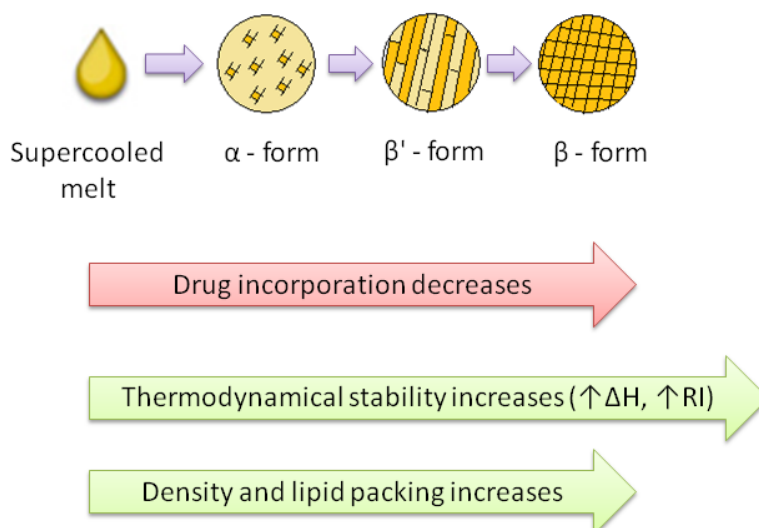 Supercooled melt
α - form
β' - form
β - form
Drug incorporation decreases
Thermodynamical stability increases (↑ΔH, ↑RI)
Density and lipid packing increases